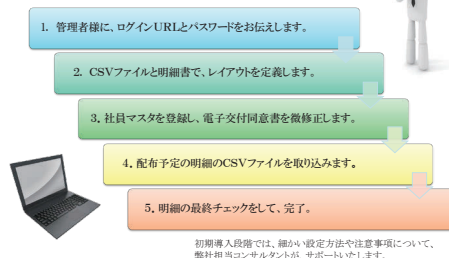 1. 管理者様に、ログインURLとパスワードをお伝えします。
2. CSVファイルと明細書で、レイアウトを定義します。
3. 社員マスタを登録し、電子交付同意書を微修正します。
4. 配布予定の明細のCSVファイルを取り込みます。
5. 明細の最終チェックをして、完了。
初期導入段階では、細かい設定方法や注意事項について、
弊社担当コンサルタントが、サポートいたします。